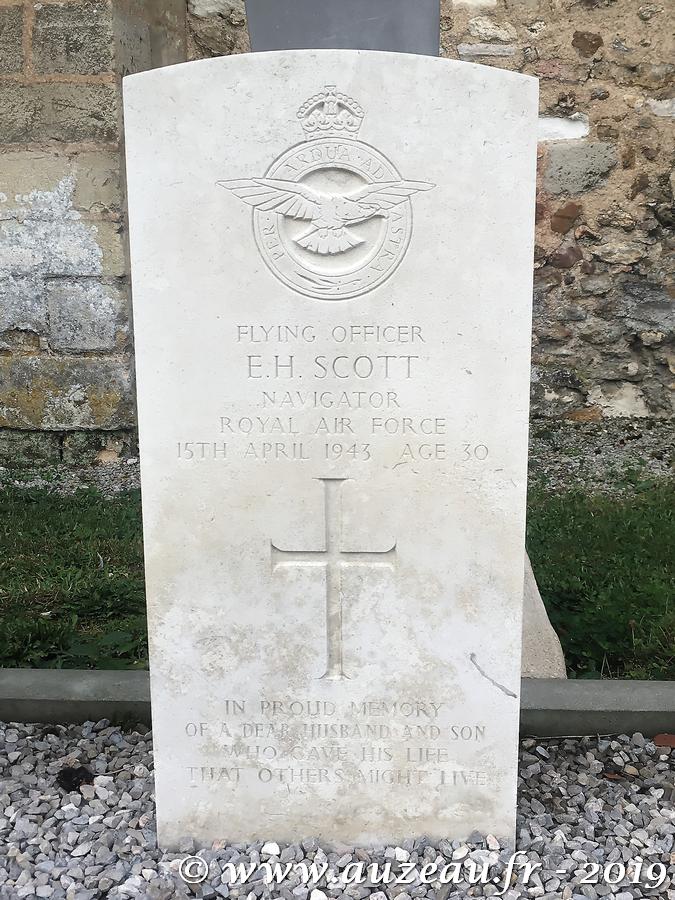 PER ARDUA AD ASTRA
FLYING OFFICER
E.H. SCOTT
NAVIGATOR
ROYAL AIR FORCE
15TH APRIL 1943 AGE 30
IN PROUD MEMORY
OF A DEAR HUSBAND AND SON
WHO GAVE HIS LIFE
THAT OTHERS MIGHT LIVE
© www.auzeau.fr - 2019